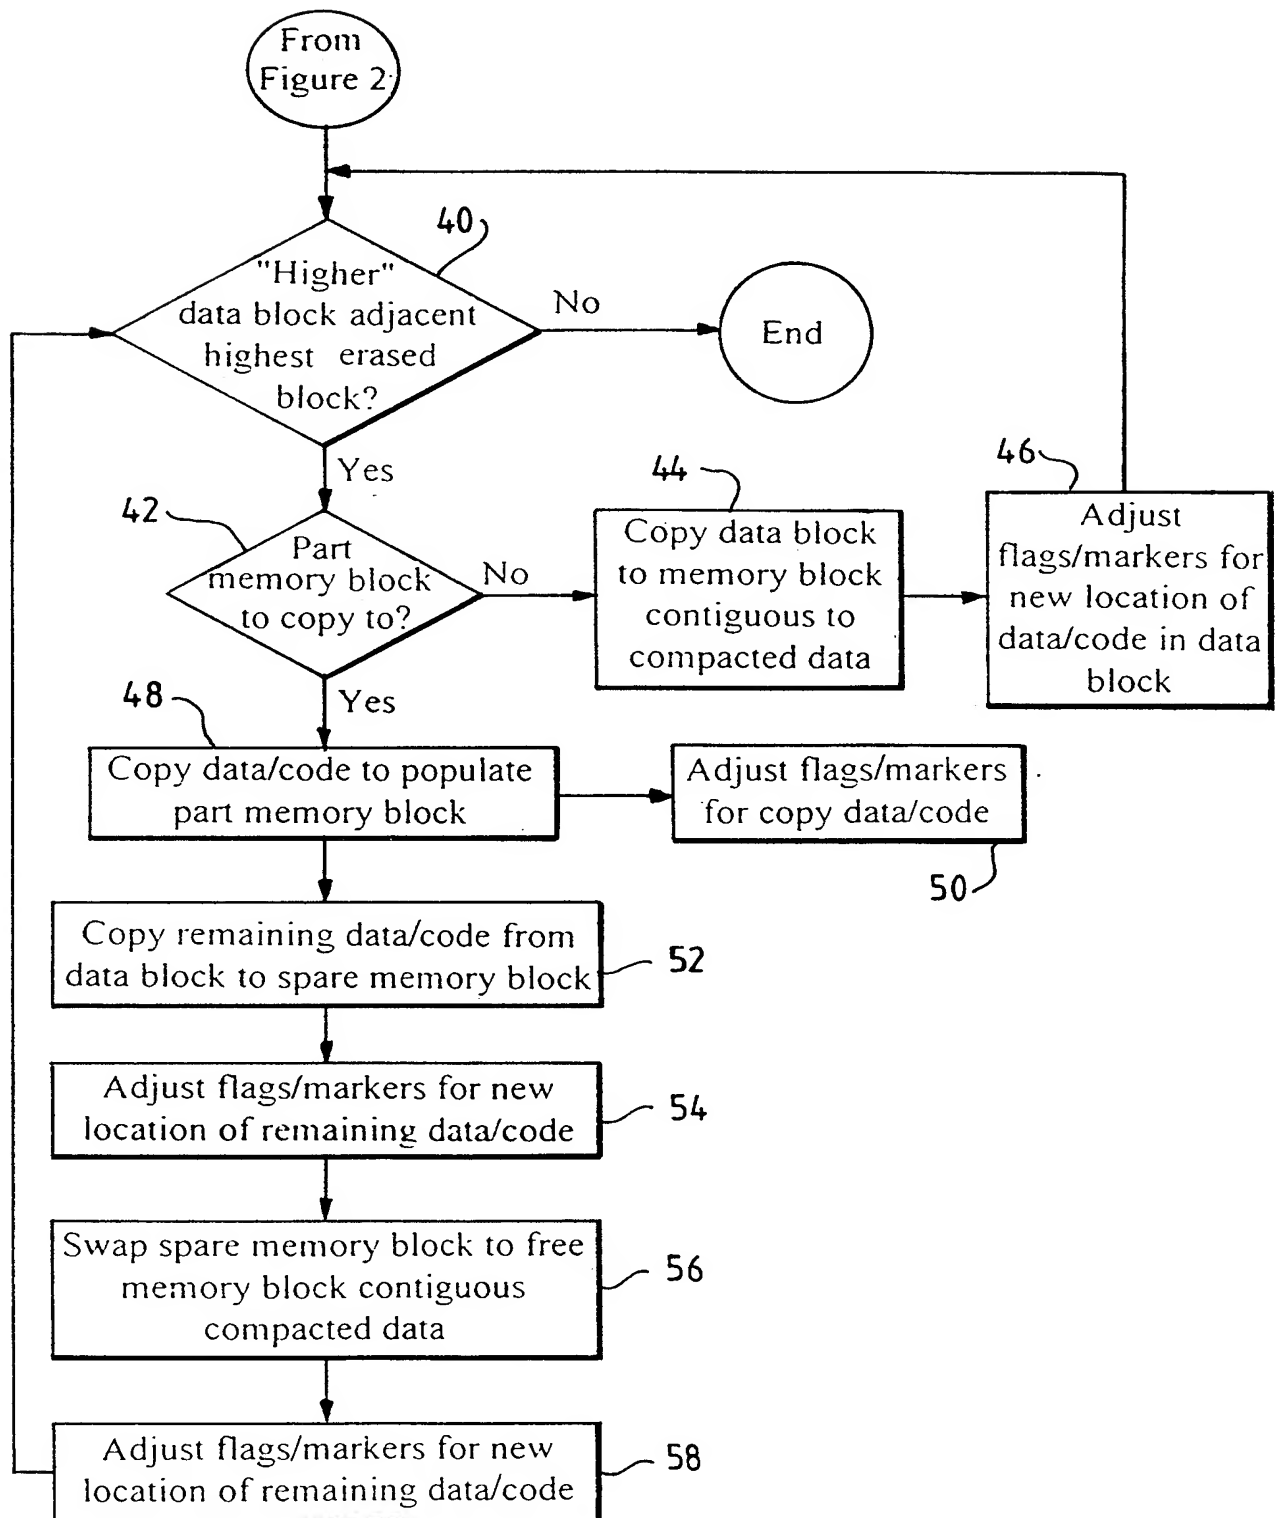 From
Figure 2
40
"Higher"
data block adjacent
highest erased
block?
No
End
Yes
42
Part
memory block
to copy to?
No
44
Copy data block
to memory block
contiguous to
compacted data
46
Adjust
flags/markers for
new location of
data/code in data
block
Yes
48
Copy data/code to populate
part memory block
Adjust flags/markers
for copy data/code
50
Copy remaining data/code from
data block to spare memory block
52
Adjust flags/markers for new
location of remaining data/code
54
Swap spare memory block to free
memory block contiguous
compacted data
56
Adjust flags/markers for new
location of remaining data/code
58